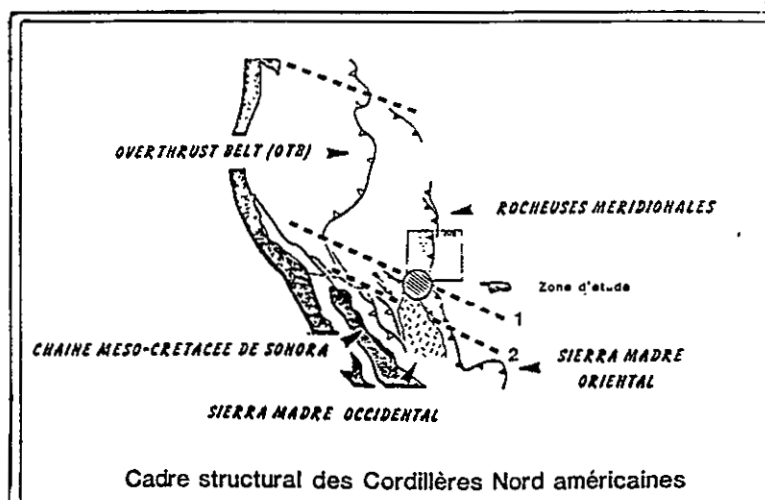 OVERTHRUST BELT (OTB)
ROCHEUSES MERIDIONALES
Zone d'etude
1
CHAINE MESO-CRETACEE DE SONORA
2
SIERRA MADRE
ORIENTAL
SIERRA MADRE OCCIDENTAL
Cadre structural des Cordillères Nord américaines